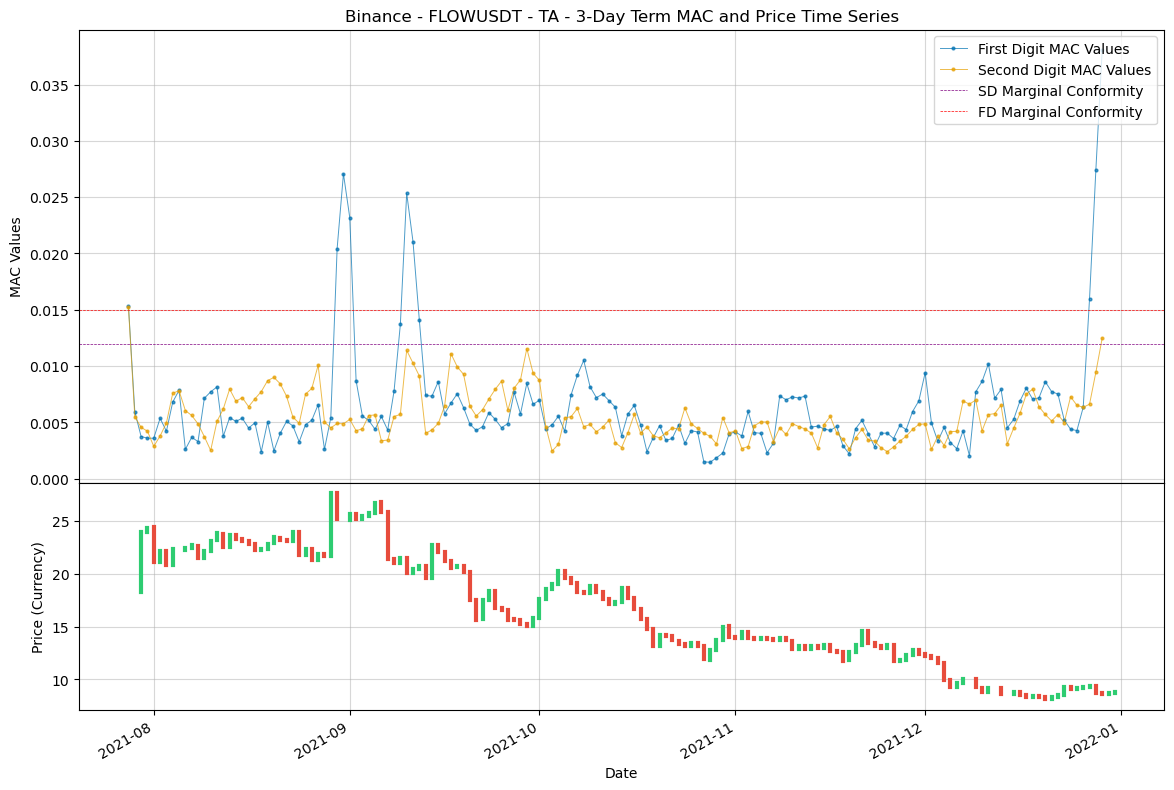 Binance - FLOWUSDT - TA - 3-Day Term MAC and Price Time Series
First Digit MAC Values
Second Digit MAC Values
SD Marginal Conformity
FD Marginal Conformity
MAC Values
0.035
0.030
0.025
0.020
0.015
0.010
0.005
0.000
Price (Currency)
25
20
15
10
2021-08
2021-09
2021-10
2021-11
2021-12
2022-01
Date